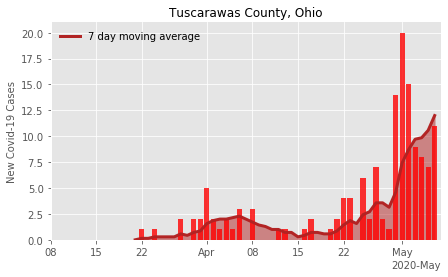 Tuscarawas County, Ohio
7 day moving average
New Covid-19 Cases
20.0
17.5
15.0
12.5
10.0
7.5
5.0
2.5
0.0
08 15 22 Apr 08 15 22 May
2020-May